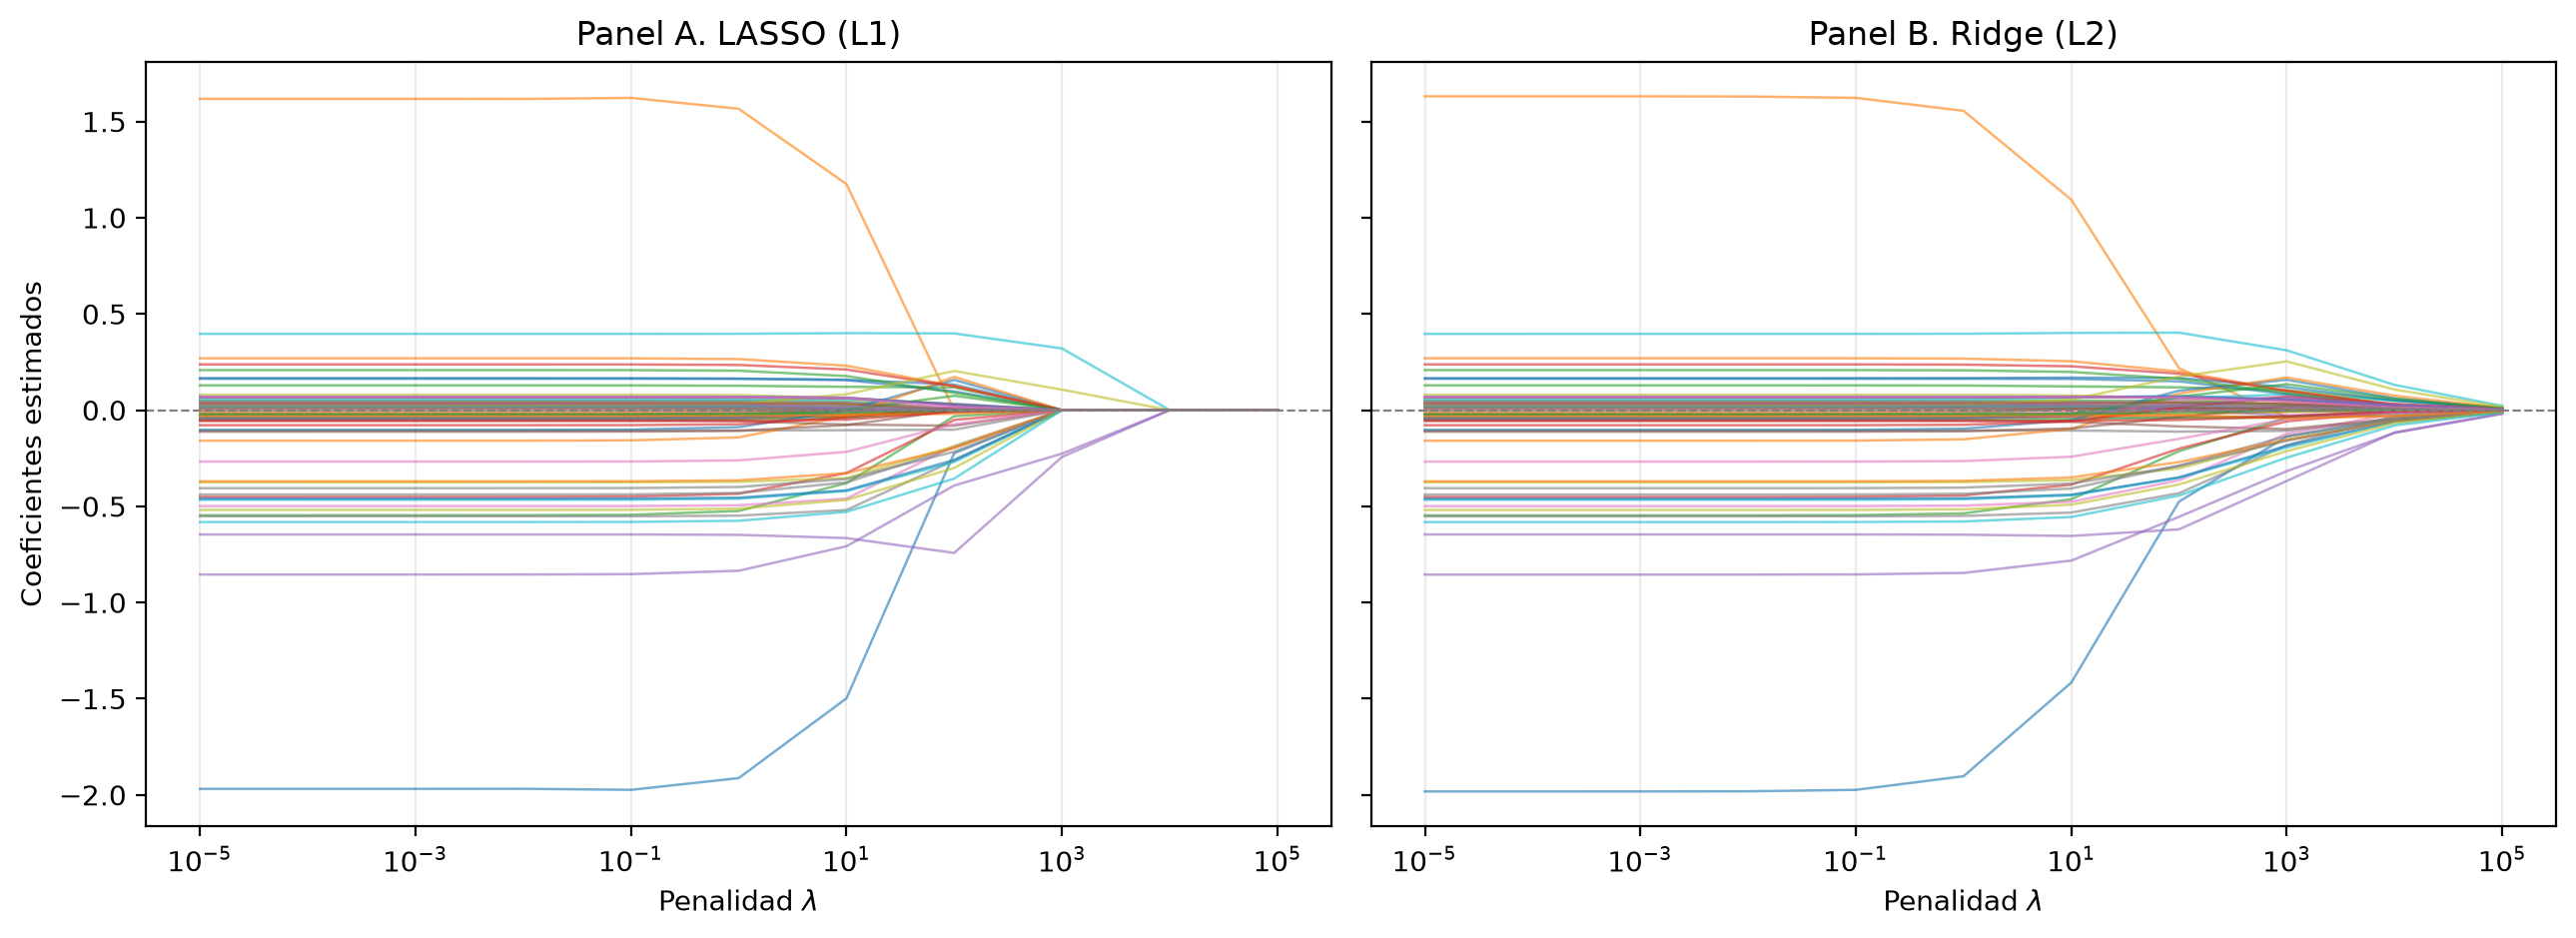 Panel A. LASSO (L1)
Panel B. Ridge (L2)
Coeficientes estimados
1.5
1.0
0.5
0.0
−0.5
−1.0
−1.5
−2.0
10⁻⁵ 10⁻³ 10⁻¹ 10¹ 10³ 10⁵
10⁻⁵ 10⁻³ 10⁻¹ 10¹ 10³ 10⁵
Penalidad λ
Penalidad λ